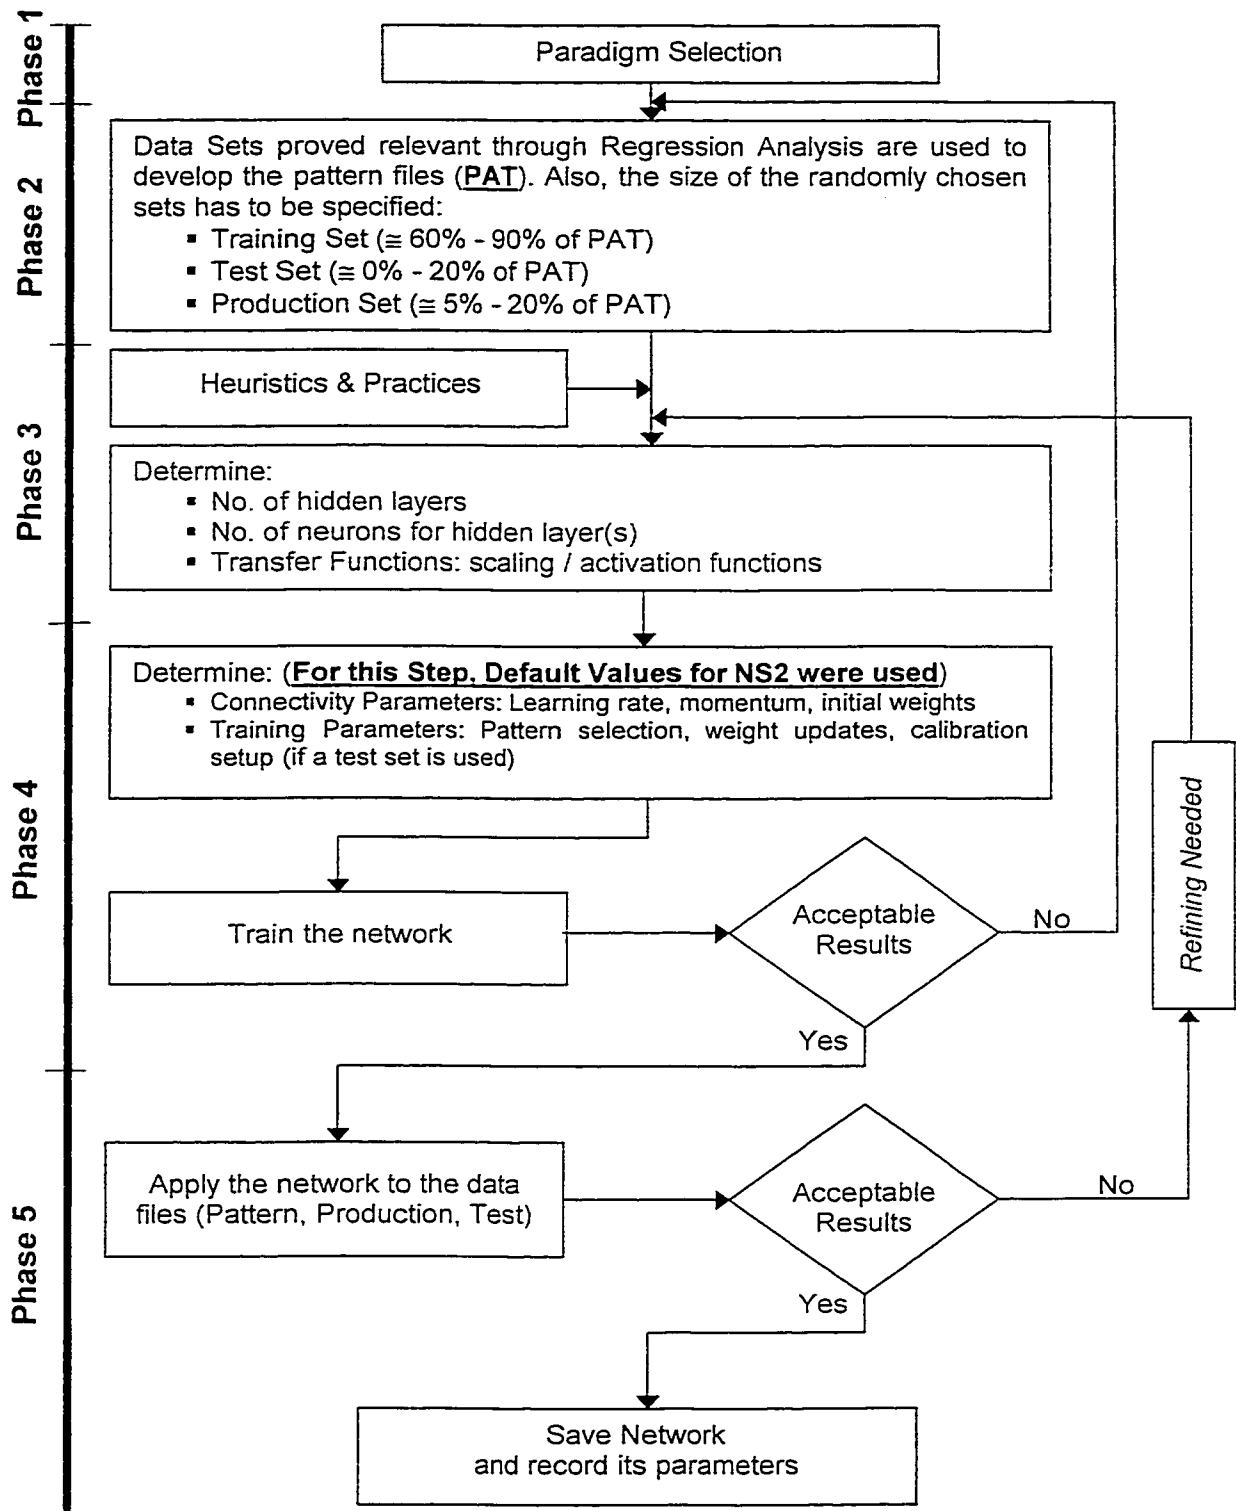 Phase 1
Paradigm Selection
Phase 2
Data Sets proved relevant through Regression Analysis are used to
develop the pattern files (PAT). Also, the size of the randomly chosen
sets has to be specified:
▪ Training Set (≅ 60% - 90% of PAT)
▪ Test Set (≅ 0% - 20% of PAT)
▪ Production Set (≅ 5% - 20% of PAT)
Phase 3
Heuristics & Practices
Determine:
▪ No. of hidden layers
▪ No. of neurons for hidden layer(s)
▪ Transfer Functions: scaling / activation functions
Phase 4
Determine: (For this Step, Default Values for NS2 were used)
▪ Connectivity Parameters: Learning rate, momentum, initial weights
▪ Training Parameters: Pattern selection, weight updates, calibration
setup (if a test set is used)
Train the network
Acceptable
Results
No
Yes
Refining Needed
Phase 5
Apply the network to the data
files (Pattern, Production, Test)
Acceptable
Results
No
Yes
Save Network
and record its parameters